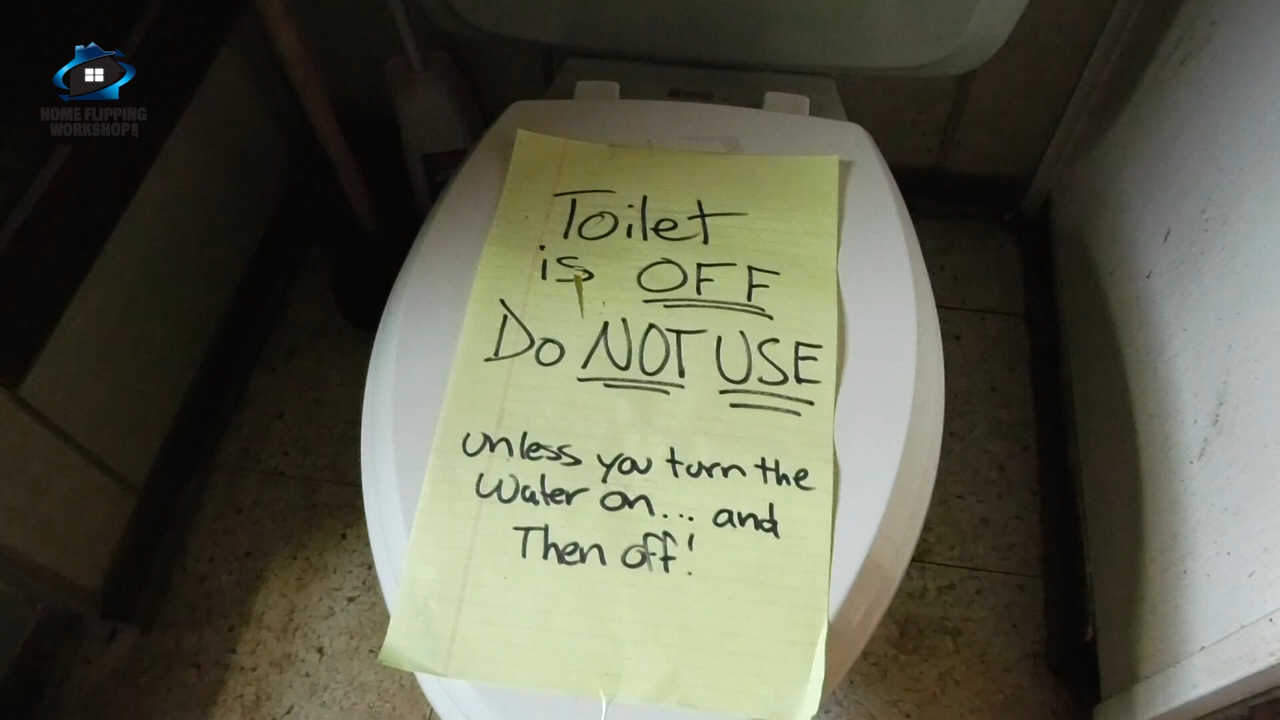 HOME FLIPPING
WORKSHOP
Toilet
is OFF
Do NOT USE
unless you turn the
Water on... and
Then off!